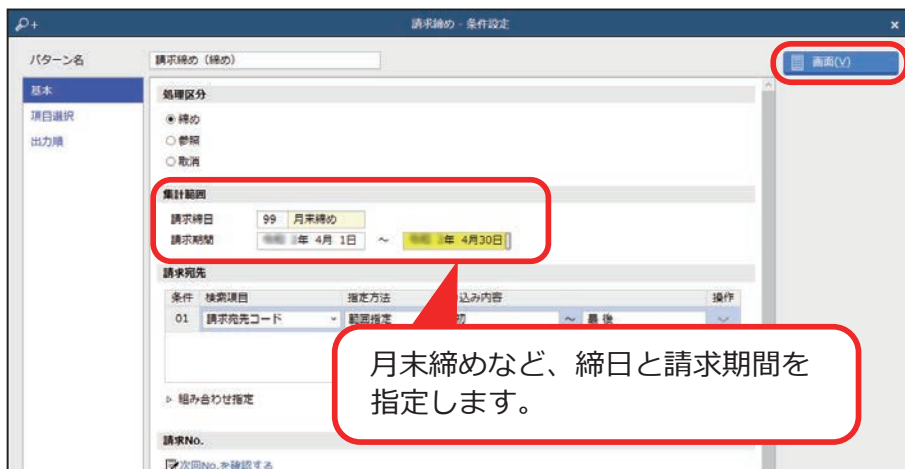 請求締め - 条件設定
パターン名 請求締め（締め） 画面(V)
基本
項目選択
出力順
処理区分
締め
参照
取消
集計範囲
請求締日 99 月末締め
請求期間 年 4月 1日 ～ 年 4月30日
請求宛先
条件 検索項目 指定方法 込み内容 操作
01 請求宛先コード 範囲指定 初 ～ 最後
組み合わせ指定
請求No.
次回No.を確認する
月末締めなど、締日と請求期間を
指定します。